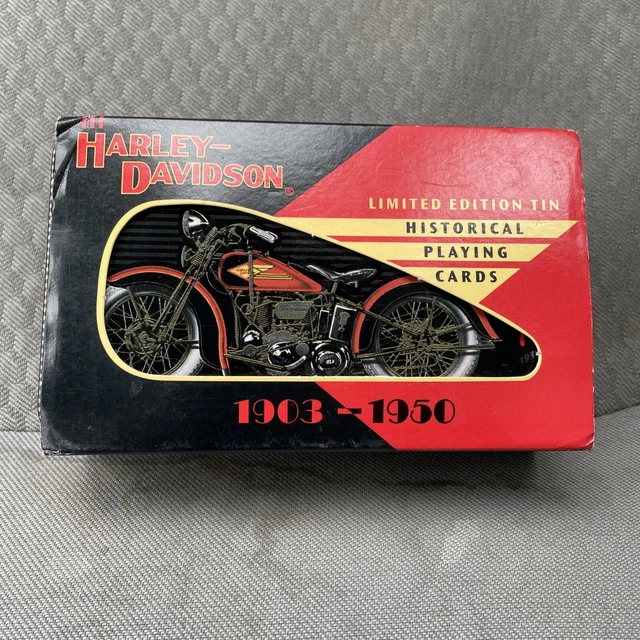 HARLEY-
DAVIDSON®
LIMITED EDITION TIN
HISTORICAL
PLAYING
CARDS
1903-1950